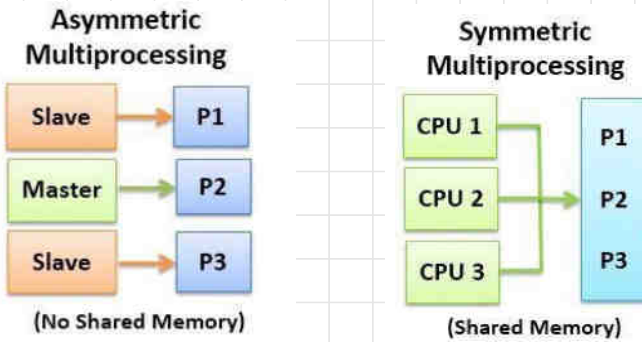 Asymmetric
Multiprocessing
Slave P1
Master P2
Slave P3
(No Shared Memory)
Symmetric
Multiprocessing
CPU 1
CPU 2
CPU 3
P1
P2
P3
(Shared Memory)